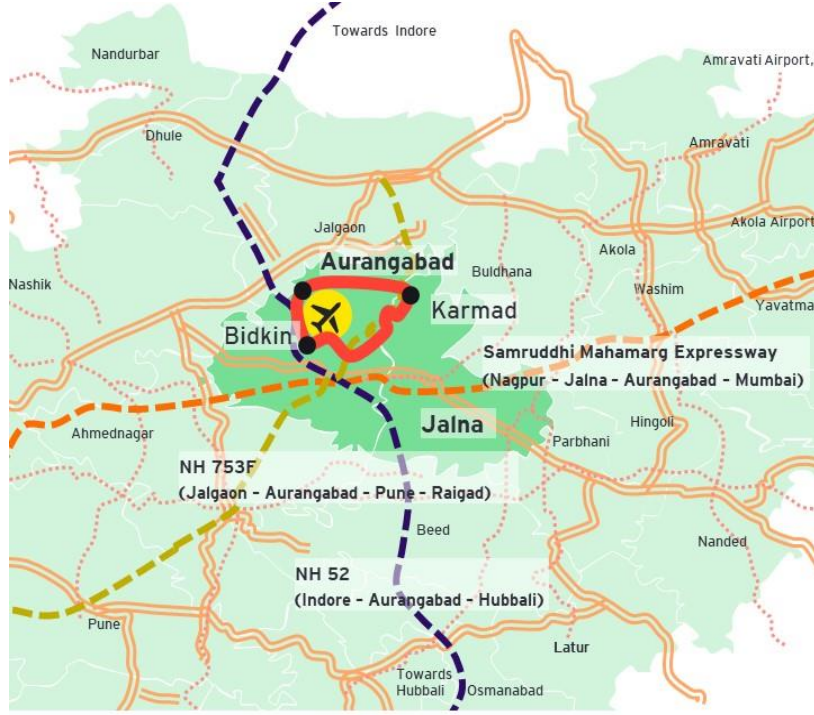 Towards Indore
Nandurbar
Amravati Airport,
Dhule
Amravati
Jalgaon
Akola Airport
Aurangabad
Akola
Buldhana
Nashik
Washim
Karmad
Yavatma
Bidkin
Samruddhi Mahamarg Expressway
(Nagpur - Jalna - Aurangabad - Mumbai)
Jalna
Hingoli
Ahmednagar
Parbhani
NH 753F
(Jalgaon - Aurangabad - Pune - Raigad)
Beed
Nanded
NH 52
(Indore - Aurangabad - Hubbali)
Pune
Latur
Towards
Hubbali
Osmanabad